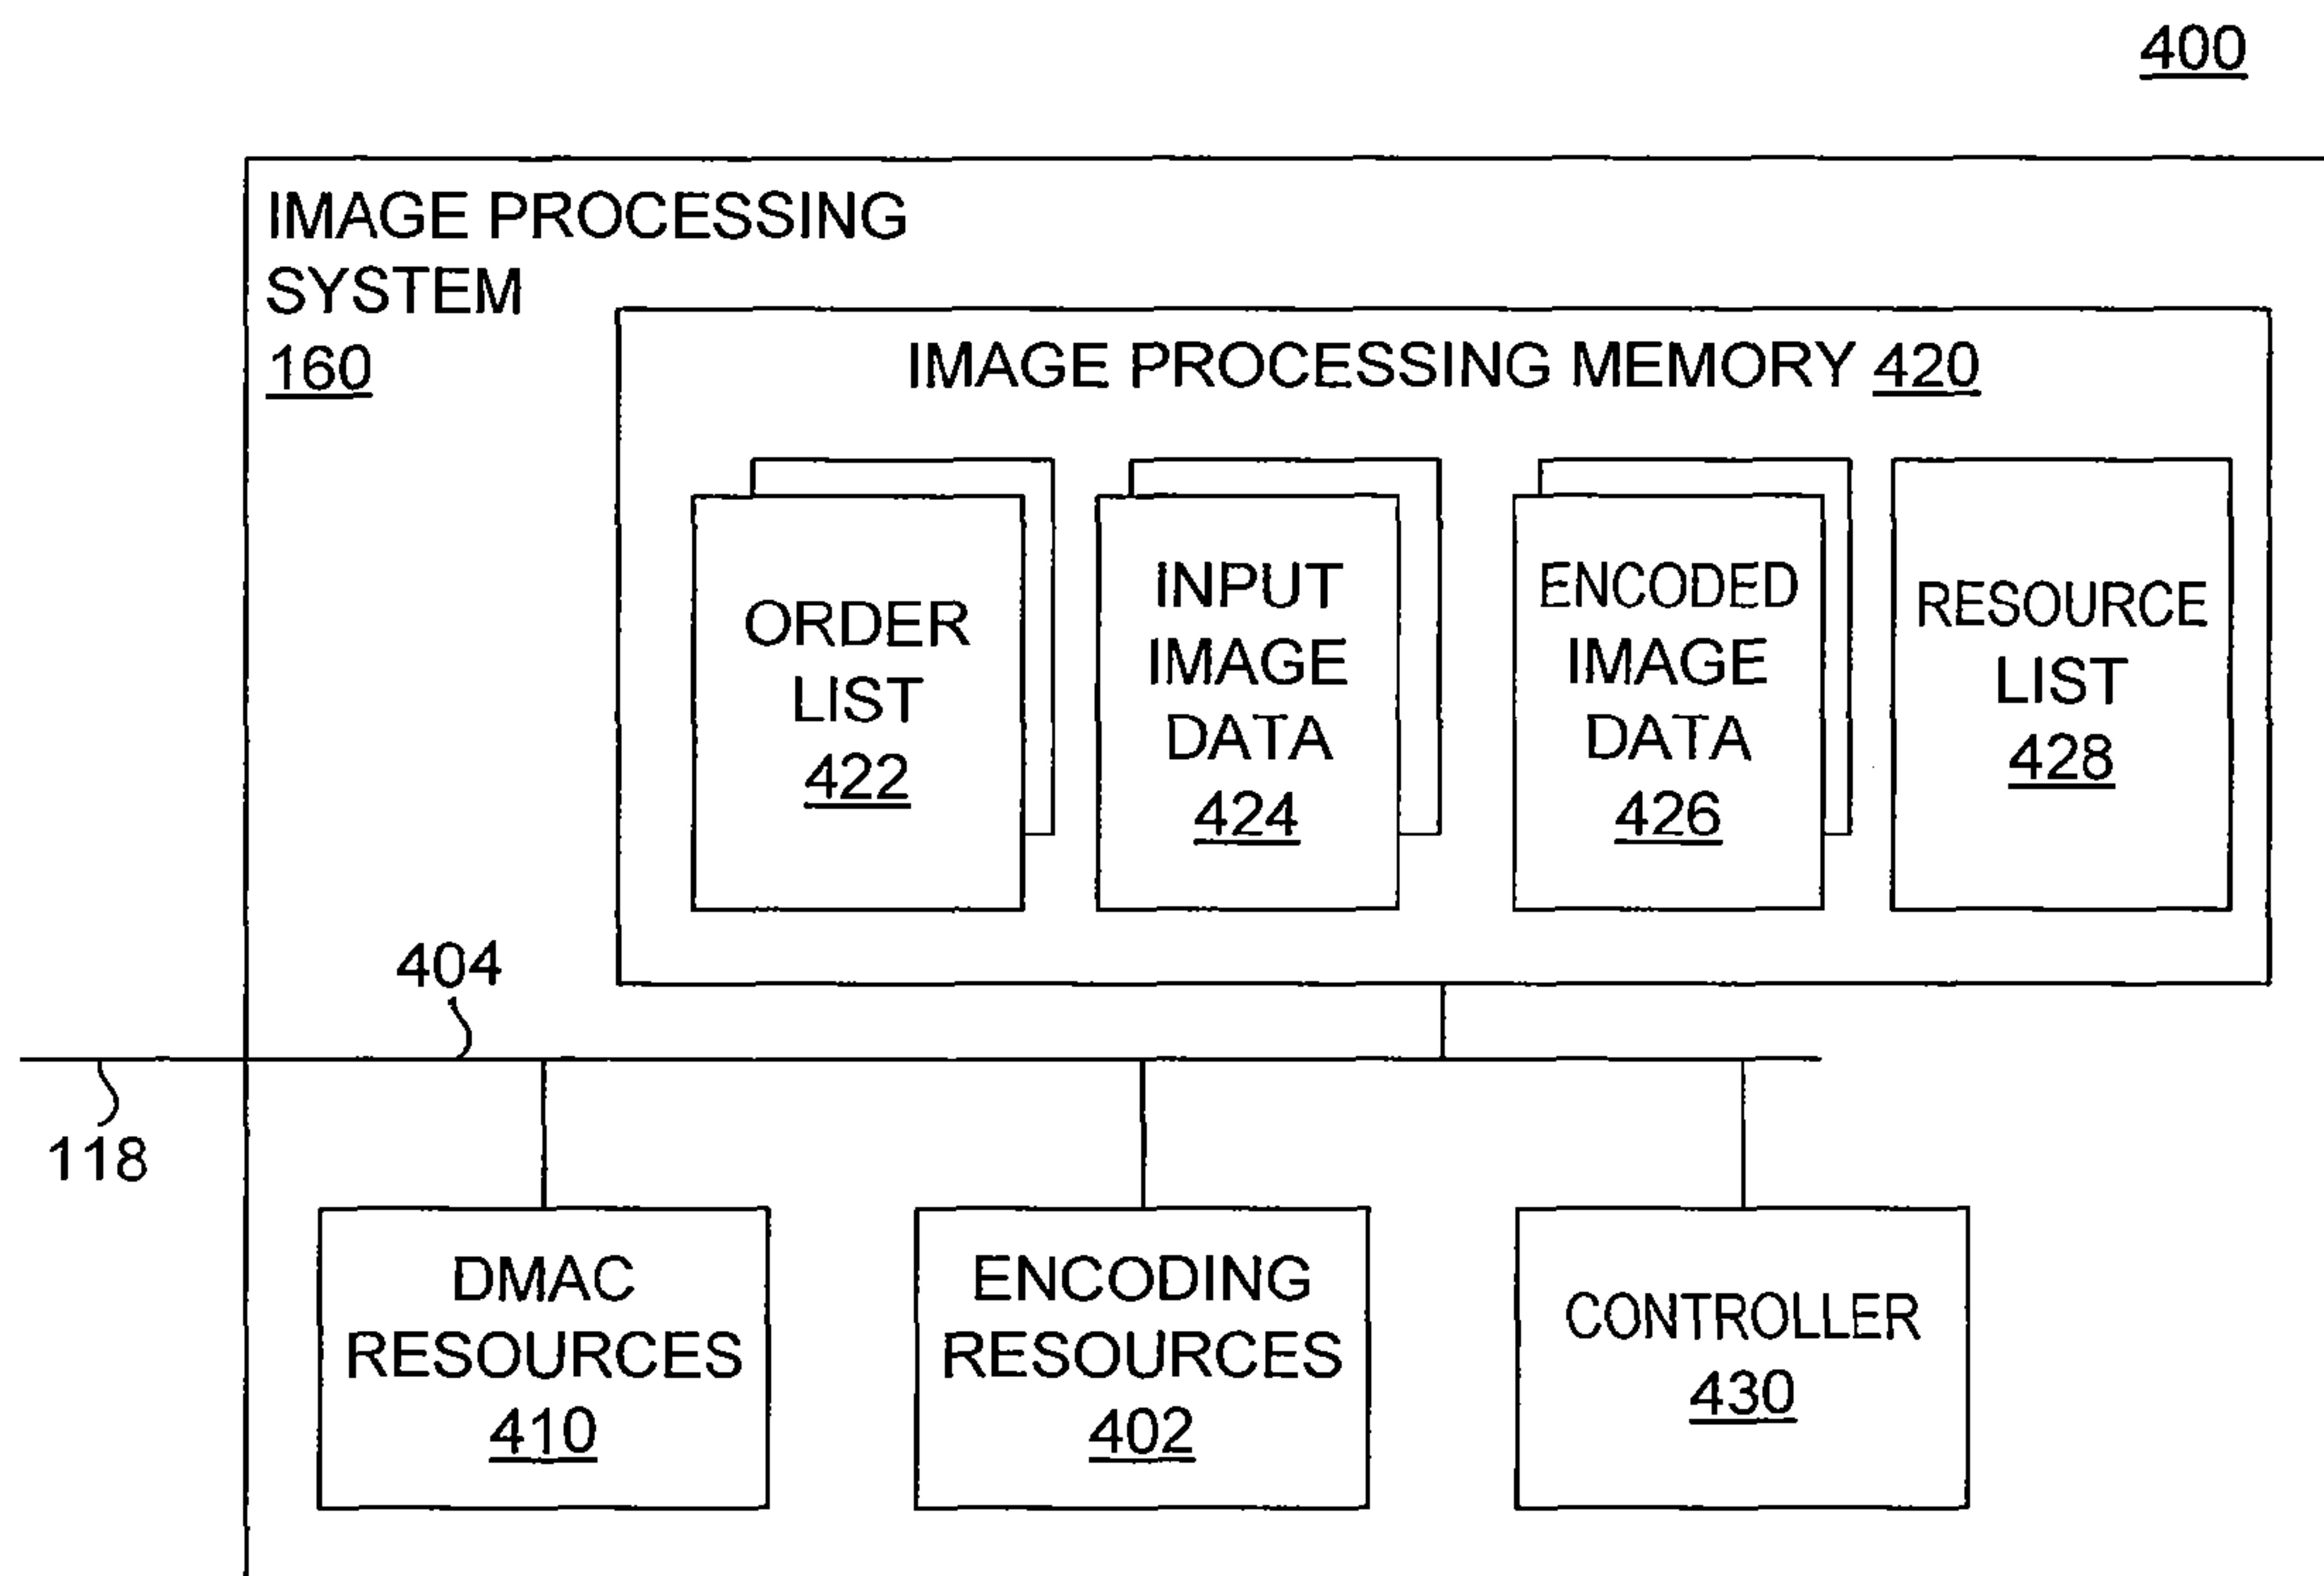 400
IMAGE PROCESSING
SYSTEM
160
IMAGE PROCESSING MEMORY 420
ORDER
LIST
422
INPUT
IMAGE
DATA
424
ENCODED
IMAGE
DATA
426
RESOURCE
LIST
428
404
118
DMAC
RESOURCES
410
ENCODING
RESOURCES
402
CONTROLLER
430